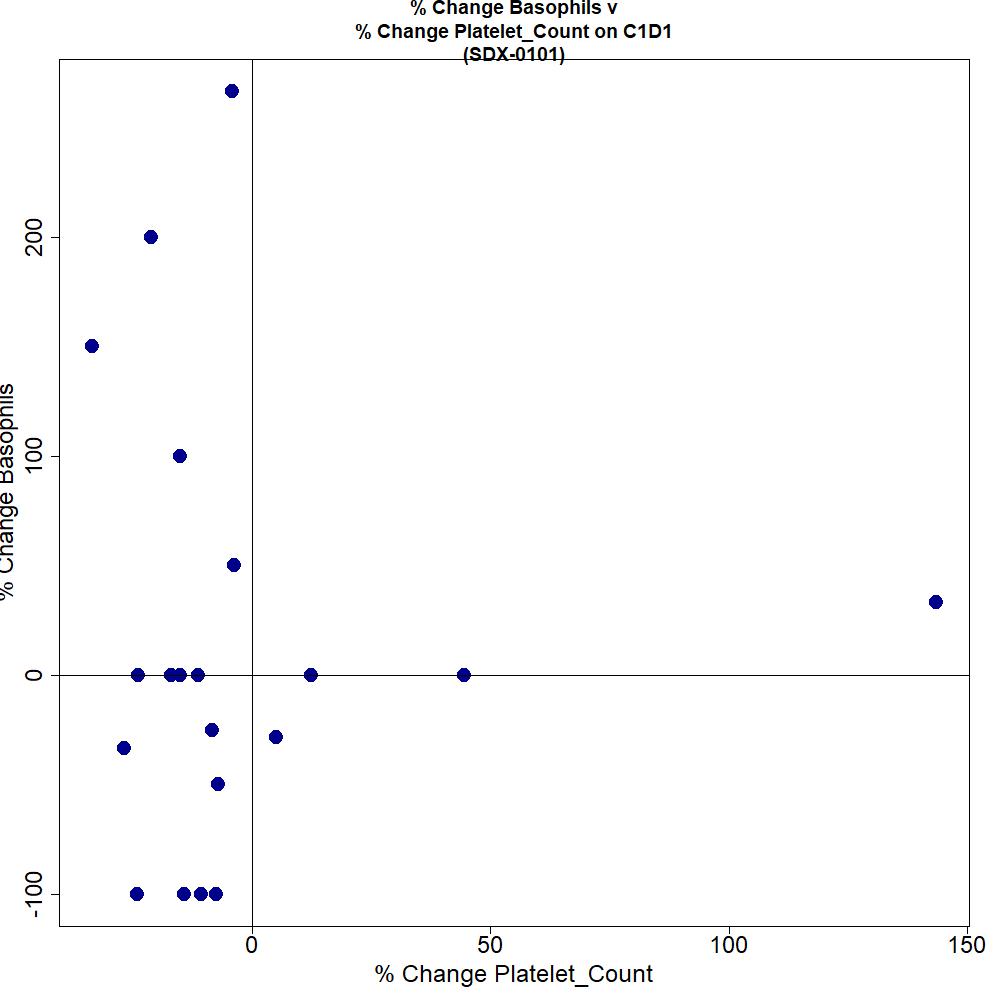 % Change Basophils v
% Change Platelet_Count on C1D1
(SDX-0101)
% Change Basophils
200
100
0
-100
0
50
100
150
% Change Platelet_Count